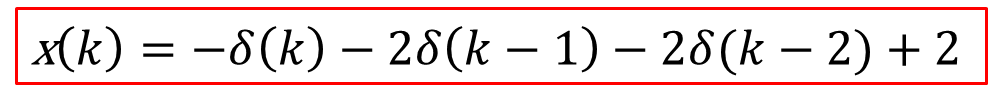 x(k) = −δ(k) − 2δ(k − 1) − 2δ(k − 2) + 2